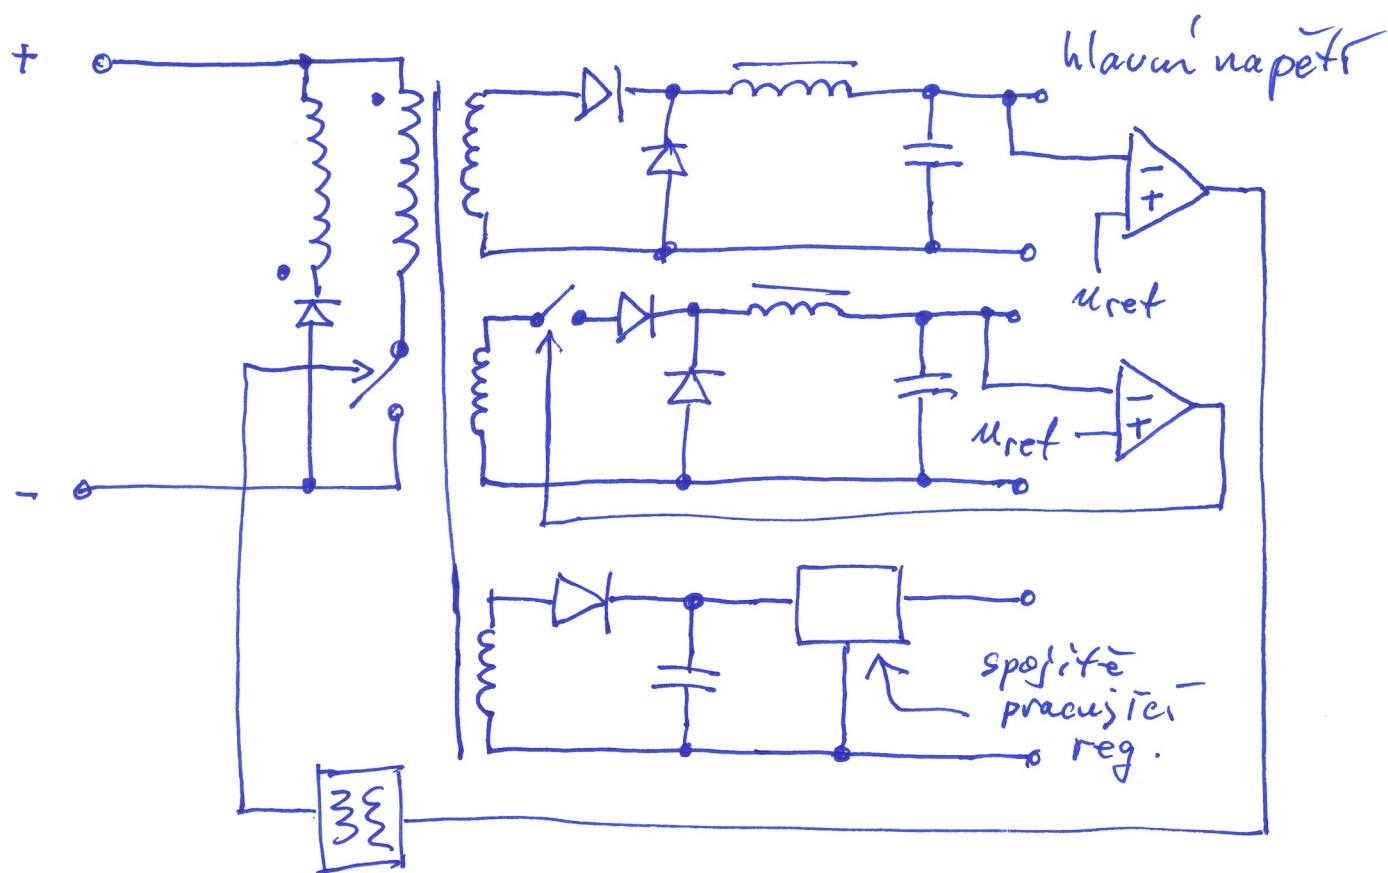 +
hlavní napětí
−
+
uref
−
+
uref
−
spojitě
pracující
reg.